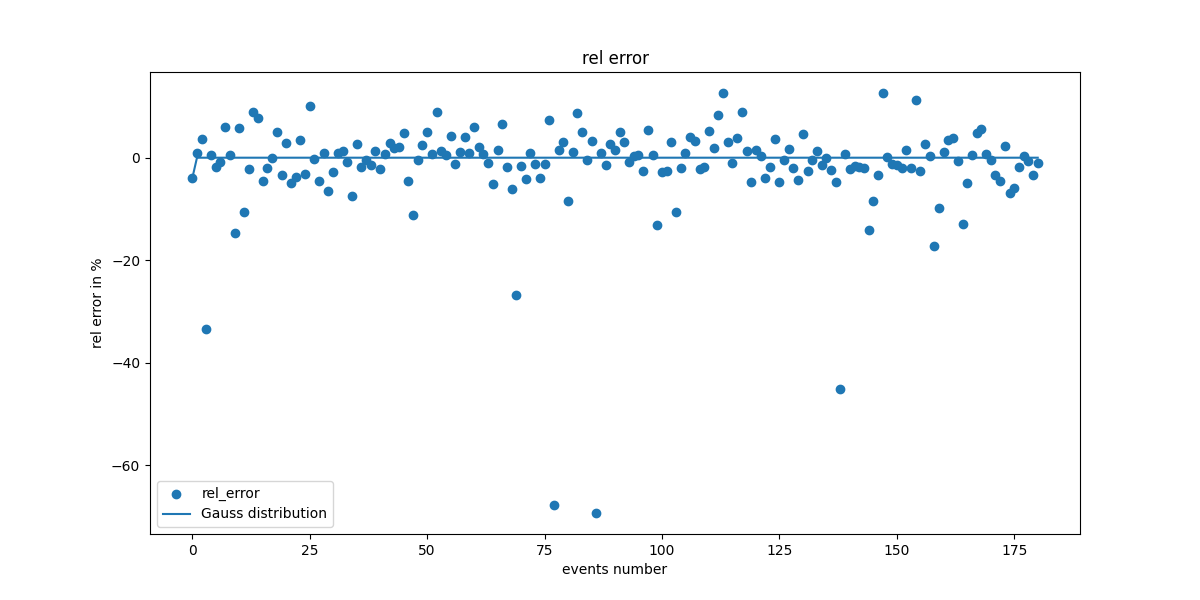 rel error
rel error in %
0
−20
−40
−60
rel_error
Gauss distribution
0 25 50 75 100 125 150 175
events number